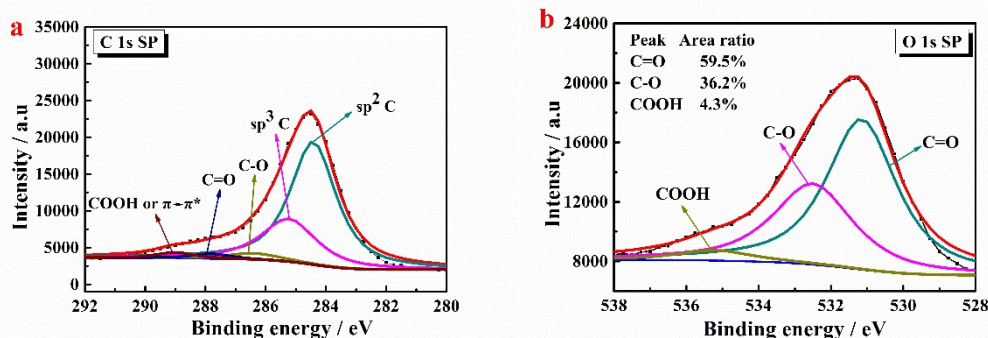 a
C 1s SP
35000
30000
25000
20000
15000
10000
5000
0
Intensity / a.u
sp² C
sp³ C
C-O
C=O
COOH or π→π*
292 290 288 286 284 282 280
Binding energy / eV
b
O 1s SP
Peak Area ratio
C=O 59.5%
C-O 36.2%
COOH 4.3%
24000
20000
16000
12000
8000
Intensity / a.u
C-O
C=O
COOH
538 536 534 532 530 528
Binding energy / eV